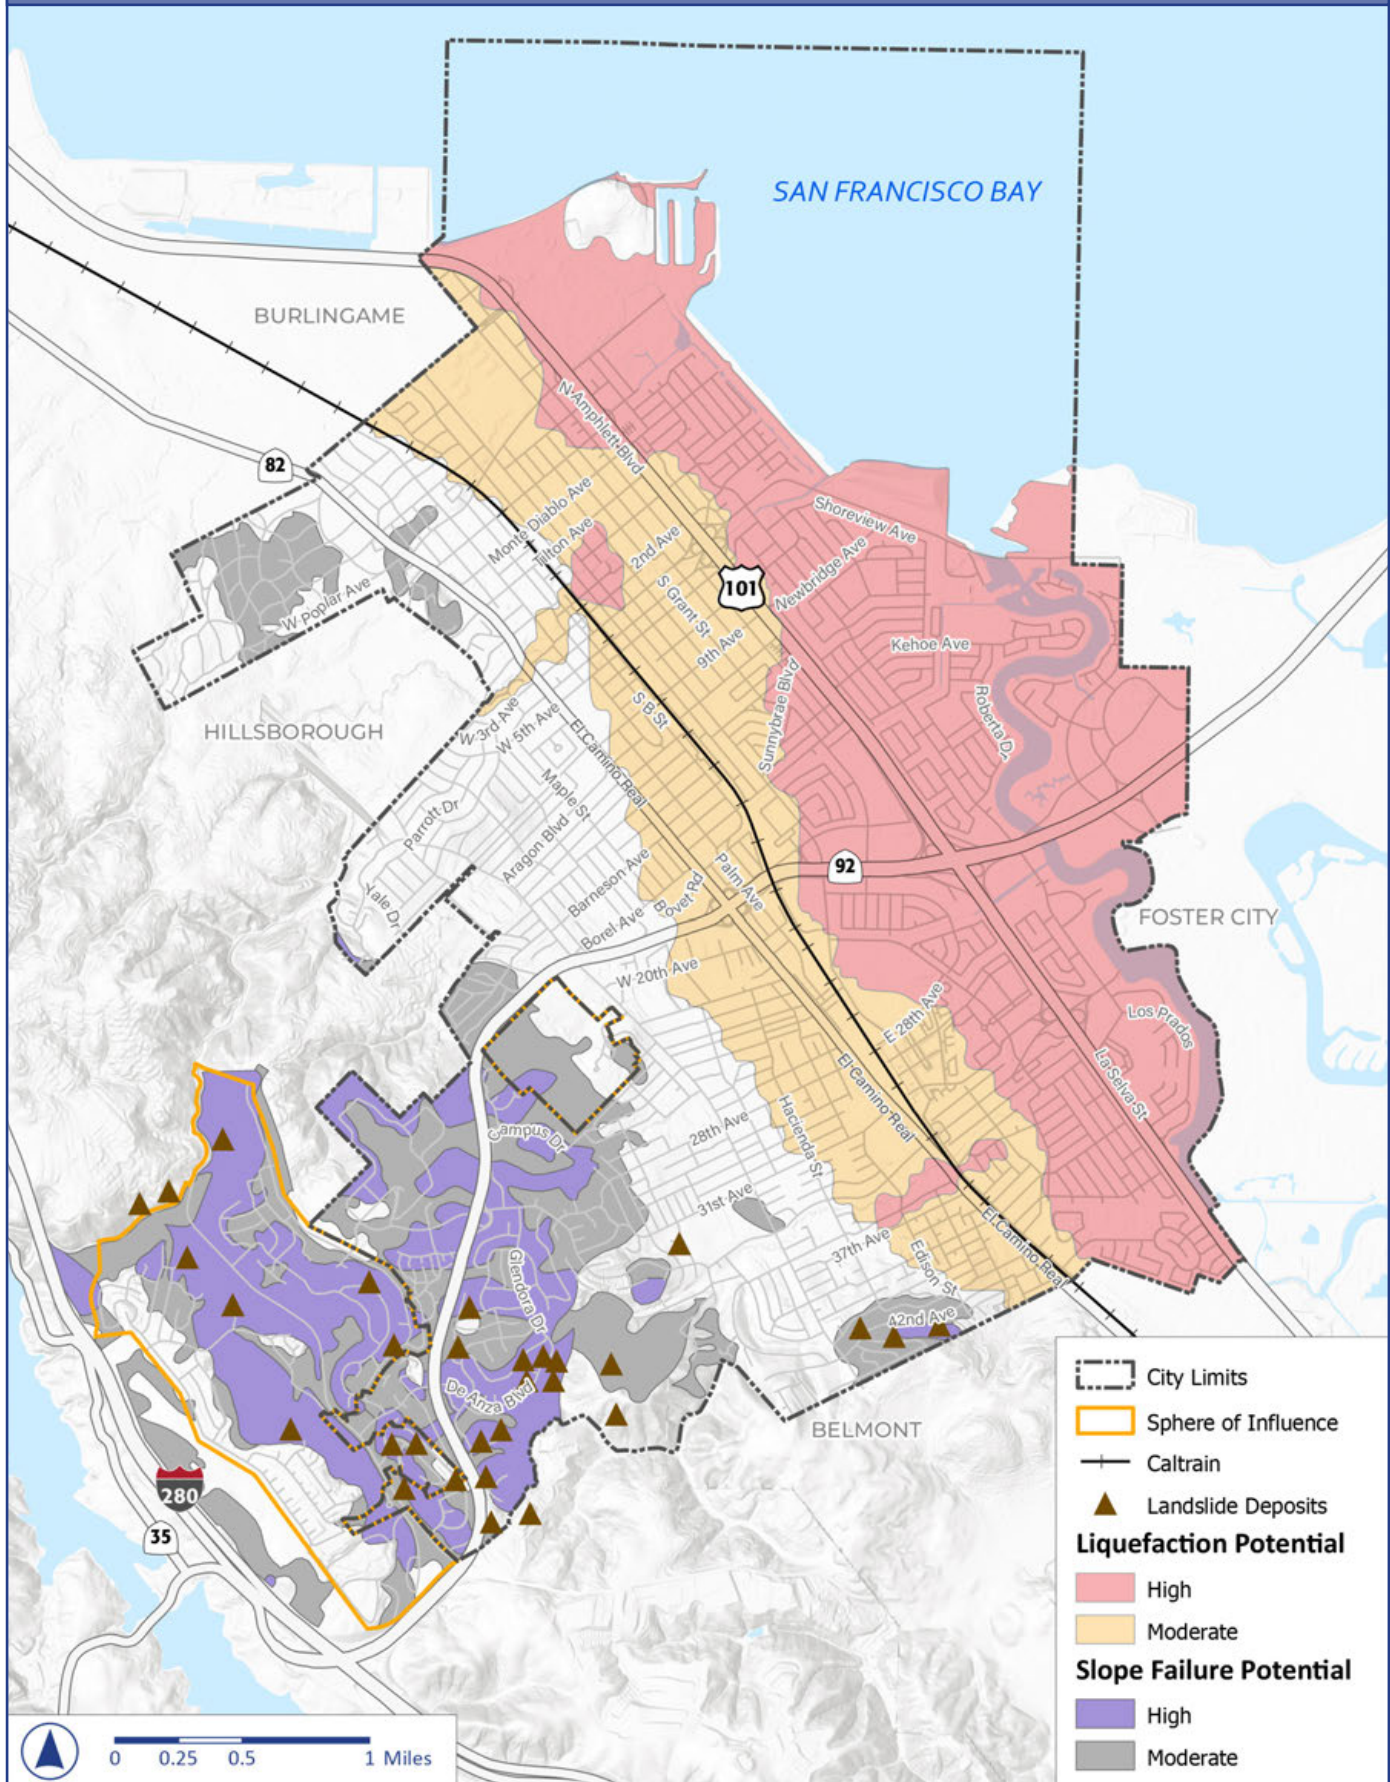 SAN FRANCISCO BAY
BURLINGAME
N Amphlett Blvd
82
Monte Diablo Ave
Tilton Ave
2nd Ave
Shoreview Ave
101
Newbridge Ave
W Poplar Ave
S Grant St
9th Ave
Kehoe Ave
Roberta Dr
HILLSBOROUGH
W 3rd Ave
W 5th Ave
S B St
Sunnybrae Blvd
El Camino Real
Maple St
Parrott Dr
Aragon Blvd
Yale Dr
Barneson Ave
Bovet Rd
Palm Ave
92
Borel Ave
FOSTER CITY
W 20th Ave
E 28th Ave
Los Prados
La Selva St
El Camino Real
Campus Dr
28th Ave
Hacienda St
31st Ave
37th Ave
Edison St
El Camino Real
Glendora Dr
42nd Ave
De Anza Blvd
BELMONT
280
35
City Limits
Sphere of Influence
Caltrain
Landslide Deposits
Liquefaction Potential
High
Moderate
Slope Failure Potential
High
Moderate
0 0.25 0.5 1 Miles